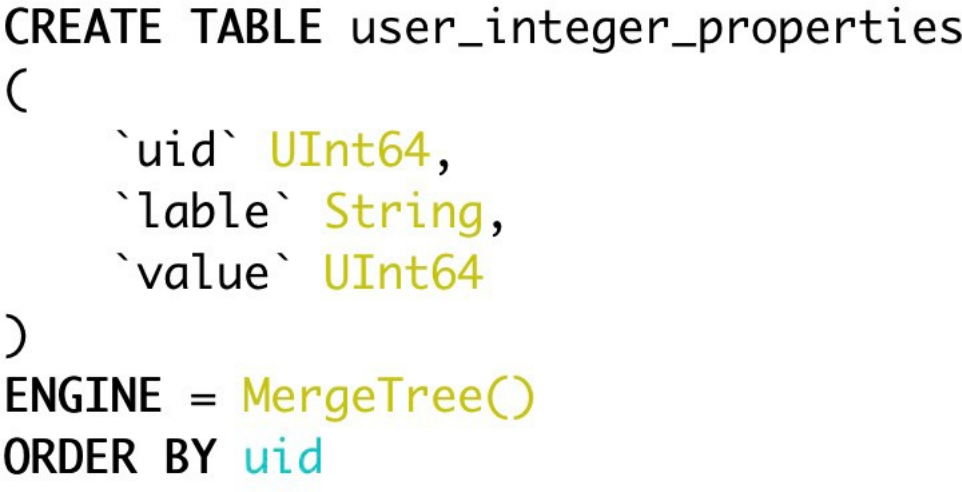 CREATE TABLE user_integer_properties
(
`uid` UInt64,
`lable` String,
`value` UInt64
)
ENGINE = MergeTree()
ORDER BY uid